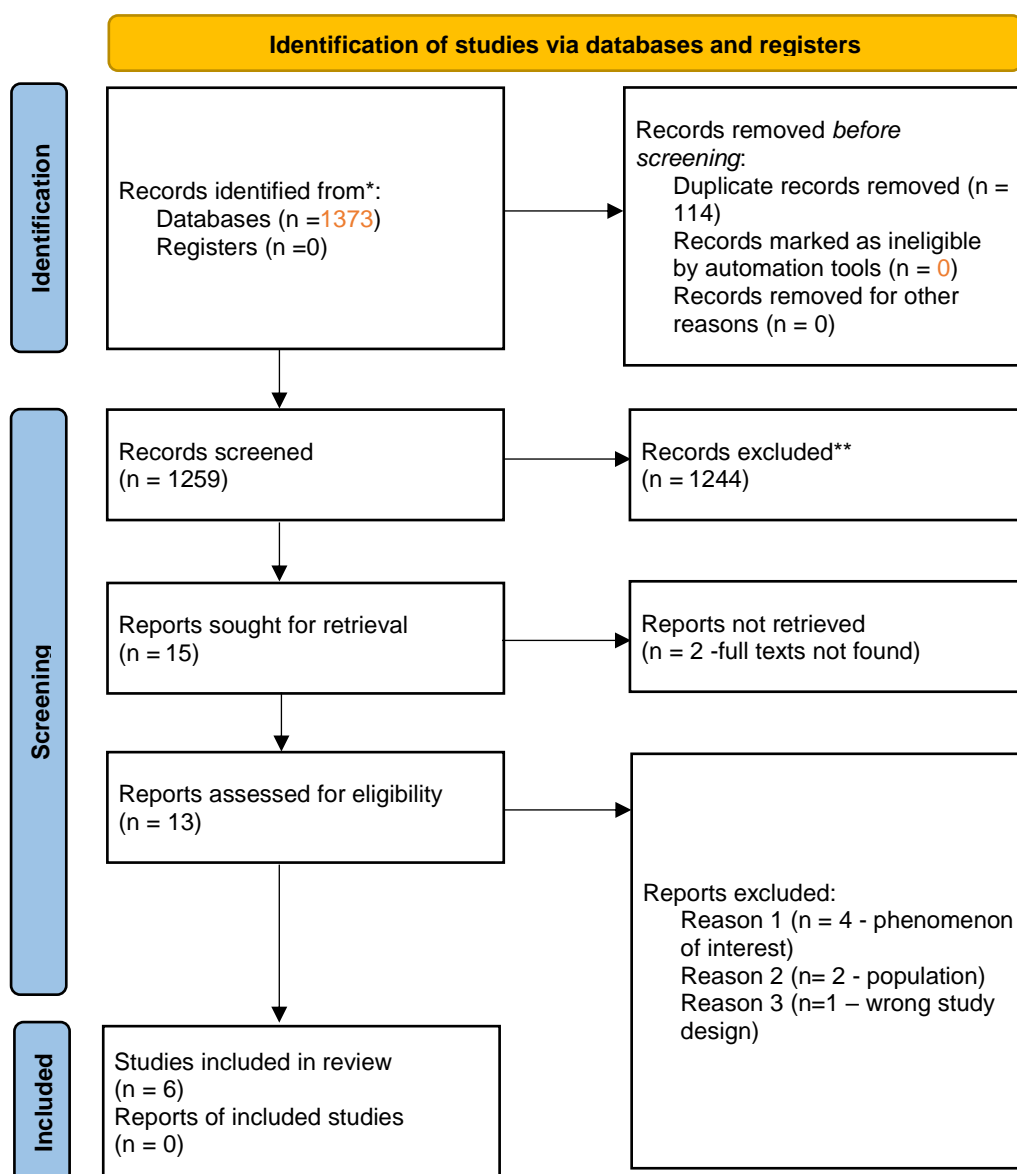 Identification of studies via databases and registers
Identification
Records identified from*:
Databases (n =1373)
Registers (n =0)
Records removed before
screening:
Duplicate records removed (n =
114)
Records marked as ineligible
by automation tools (n = 0)
Records removed for other
reasons (n = 0)
Screening
Records screened
(n = 1259)
Records excluded**
(n = 1244)
Reports sought for retrieval
(n = 15)
Reports not retrieved
(n = 2 -full texts not found)
Reports assessed for eligibility
(n = 13)
Reports excluded:
Reason 1 (n = 4 - phenomenon
of interest)
Reason 2 (n= 2 - population)
Reason 3 (n=1 – wrong study
design)
Included
Studies included in review
(n = 6)
Reports of included studies
(n = 0)